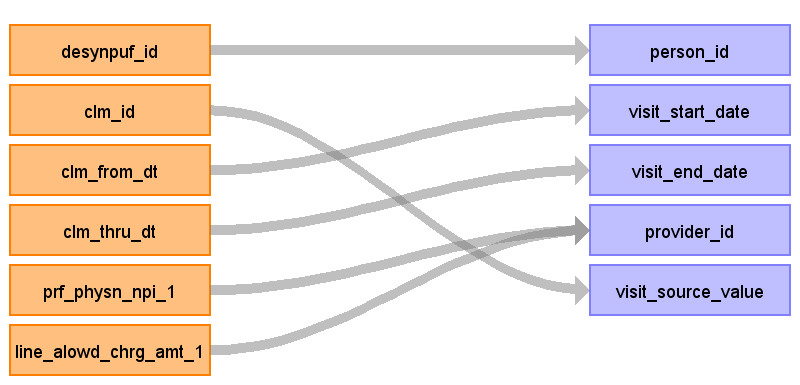 desynpuf_id
person_id
clm_id
visit_start_date
clm_from_dt
visit_end_date
clm_thru_dt
provider_id
prf_physn_npi_1
visit_source_value
line_alowd_chrg_amt_1